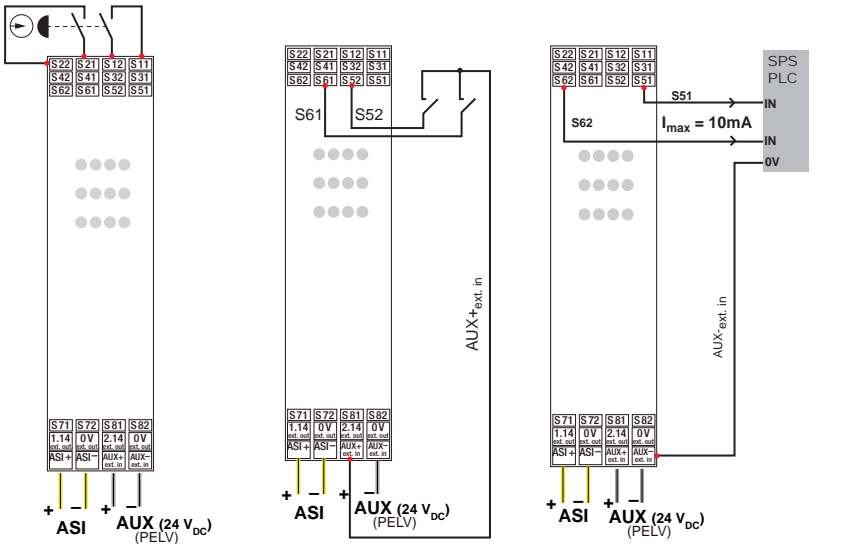 S22 S21 S12 S11
S42 S41 S32 S31
S62 S61 S52 S51
S71 S72 S81 S82
1.14 ext. out 0V ext. out 2.14 ext. out 0V ext. out
ASI+ ASI− AUX+ ext. in AUX− ext. in
+ −
ASI
AUX (24 VDC)
(PELV)
S22 S21 S12 S11
S42 S41 S32 S31
S62 S61 S52 S51
S61 S52
AUX+ext. in
S71 S72 S81 S82
1.14 ext. out 0V ext. out 2.14 ext. out 0V ext. out
ASI+ ASI− AUX+ ext. in AUX− ext. in
+ − + −
ASI
AUX (24 VDC)
(PELV)
S22 S21 S12 S11
S42 S41 S32 S31
S62 S61 S52 S51
SPS
PLC
S51
IN
S62
Imax = 10mA
IN
0V
AUX-ext. in
S71 S72 S81 S82
1.14 ext. out 0V ext. out 2.14 ext. out 0V ext. out
ASI+ ASI− AUX+ ext. in AUX− ext. in
+ − + −
ASI
AUX (24 VDC)
(PELV)